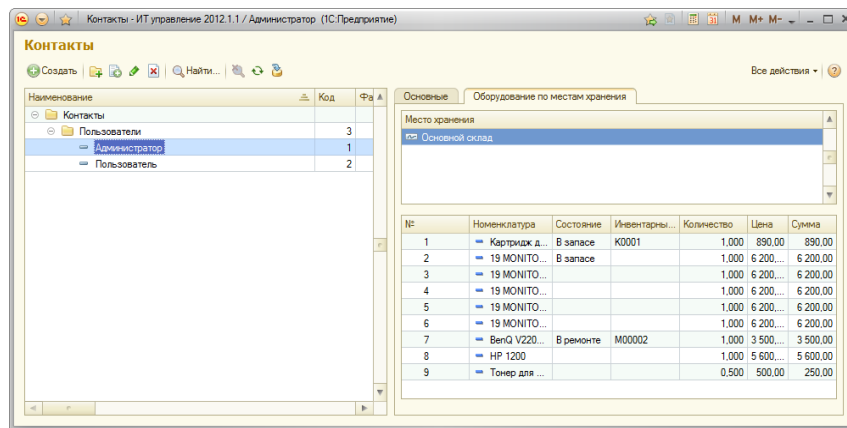 Контакты - ИТ управление 2012.1.1 / Администратор (1С:Предприятие)
M M+ M-
Контакты
Создать Найти... Все действия
Наименование Код Фа
Контакты
Пользователи 3
Администратор 1
Пользователь 2
Основные Оборудование по местам хранения
Место хранения
Основной склад
№ Номенклатура Состояние Инвентарны... Количество Цена Сумма
1 Картридж д... В запасе К0001 1,000 890,00 890,00
2 19 MONITO... В запасе 1,000 6 200,... 6 200,00
3 19 MONITO... 1,000 6 200,... 6 200,00
4 19 MONITO... 1,000 6 200,... 6 200,00
5 19 MONITO... 1,000 6 200,... 6 200,00
6 19 MONITO... 1,000 6 200,... 6 200,00
7 BenQ V220... В ремонте М00002 1,000 3 500,... 3 500,00
8 HP 1200 1,000 5 600,... 5 600,00
9 Тонер для ... 0,500 500,00 250,00